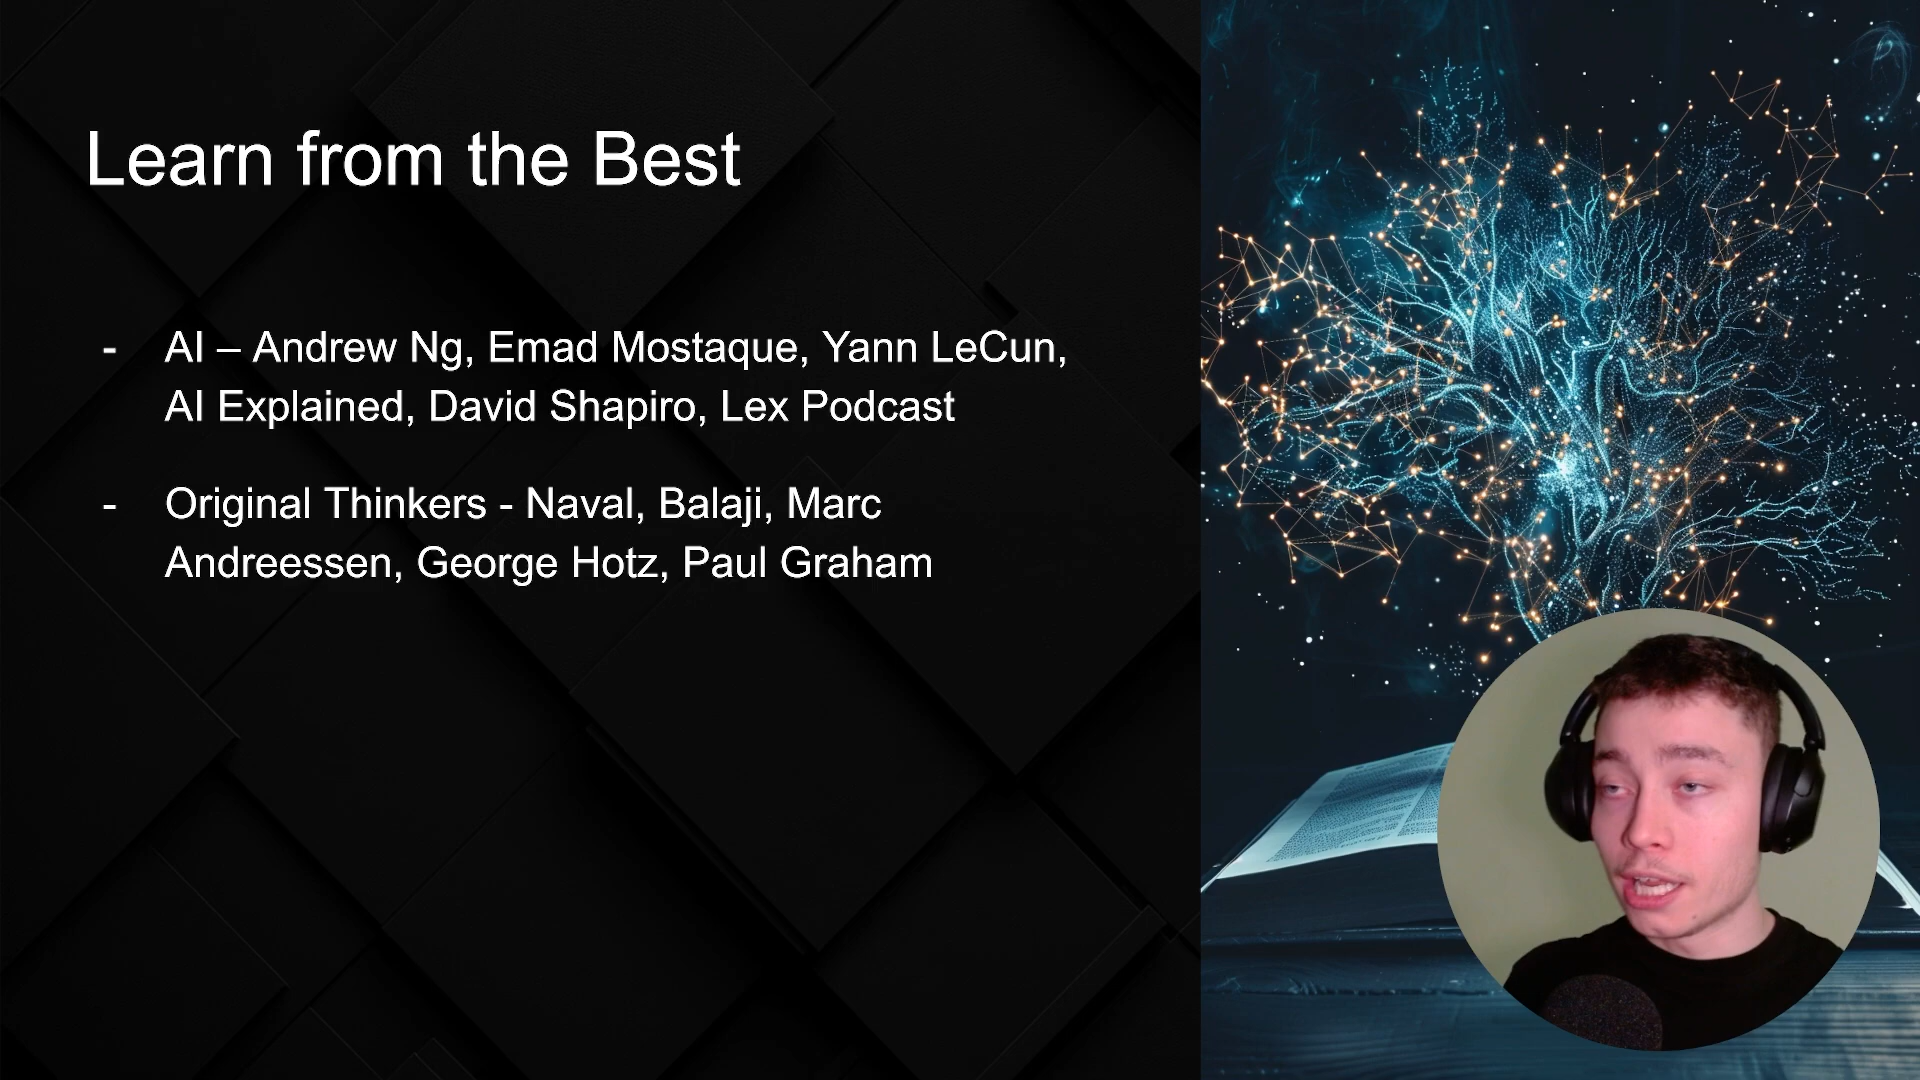 Learn from the Best
- AI – Andrew Ng, Emad Mostaque, Yann LeCun,
AI Explained, David Shapiro, Lex Podcast
- Original Thinkers - Naval, Balaji, Marc
Andreessen, George Hotz, Paul Graham